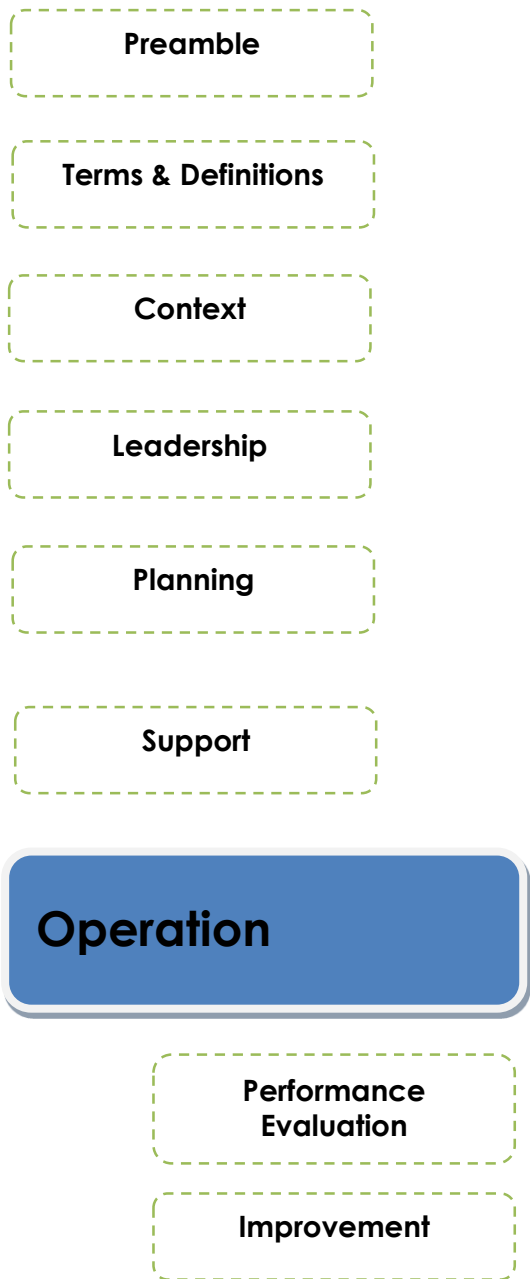 Preamble
Terms & Definitions
Context
Leadership
Planning
Support
Operation
Performance
Evaluation
Improvement